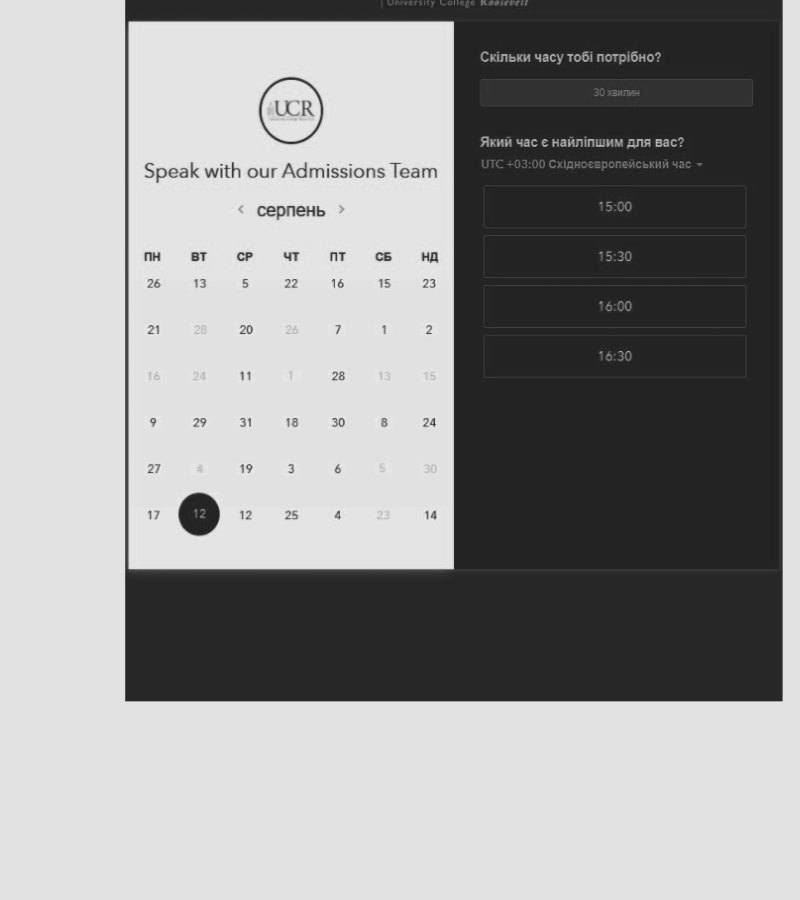 | University College Roosevelt
UCR
Speak with our Admissions Team
< серпень >
ПН ВТ СР ЧТ ПТ СБ НД
26 13 5 22 16 15 23
21 28 20 26 7 1 2
16 24 11 1 28 13 15
9 29 31 18 30 8 24
27 4 19 3 6 5 30
17 12 12 25 4 23 14
Скільки часу тобі потрібно?
30 хвилин
Який час є найліпшим для вас?
UTC +03:00 Східноєвропейський час
15:00
15:30
16:00
16:30